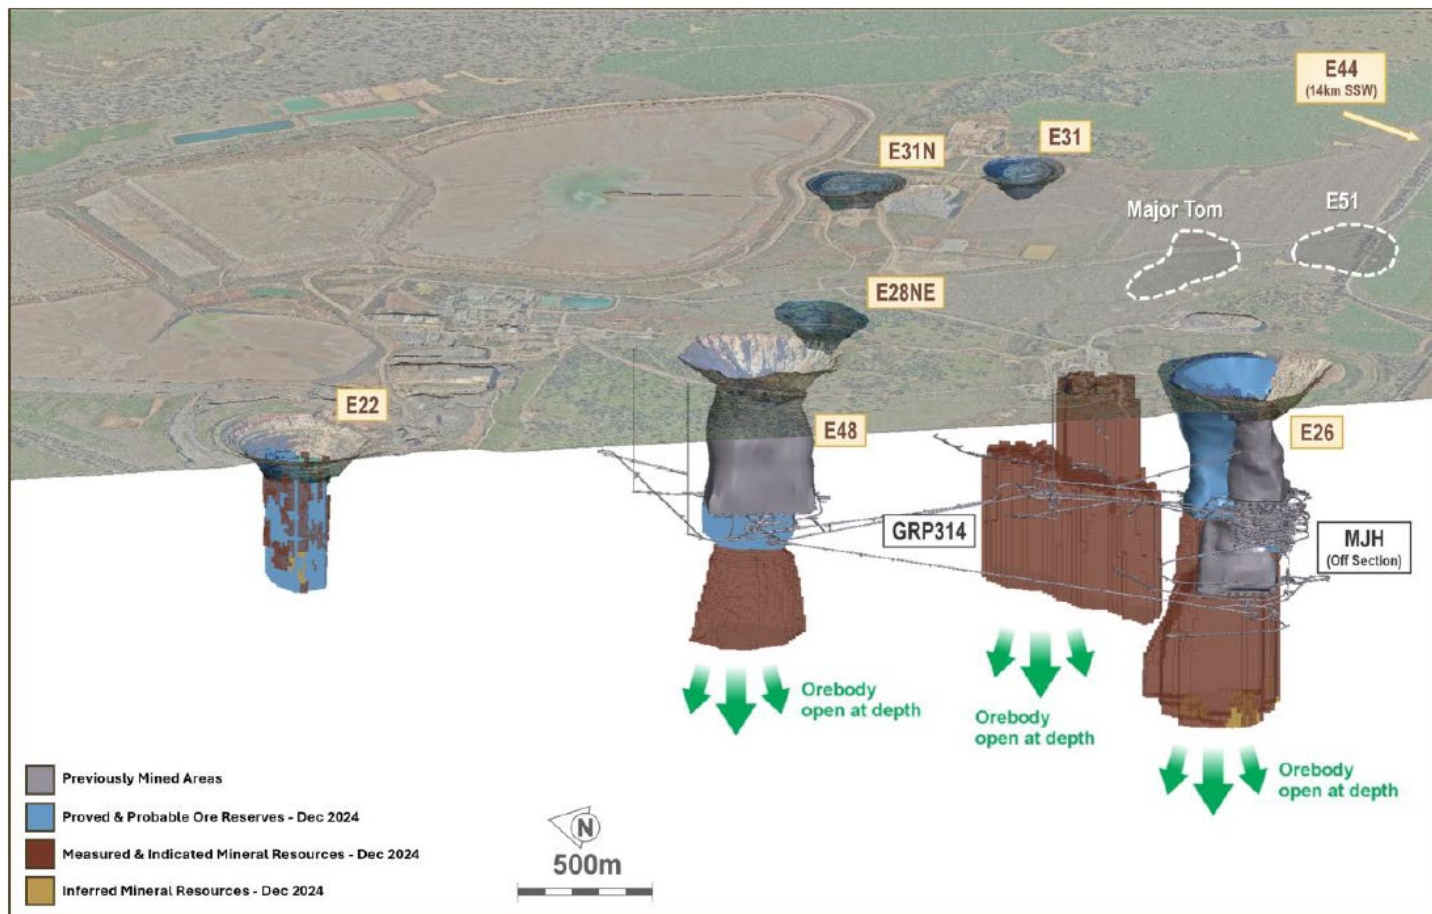 E44
(14km SSW)
E31N
E31
Major Tom
E51
E28NE
E22
E48
E26
GRP314
MJH
(Off Section)
Orebody
open at depth
Orebody
open at depth
Orebody
open at depth
Previously Mined Areas
Proved & Probable Ore Reserves - Dec 2024
Measured & Indicated Mineral Resources - Dec 2024
Inferred Mineral Resources - Dec 2024
N
500m